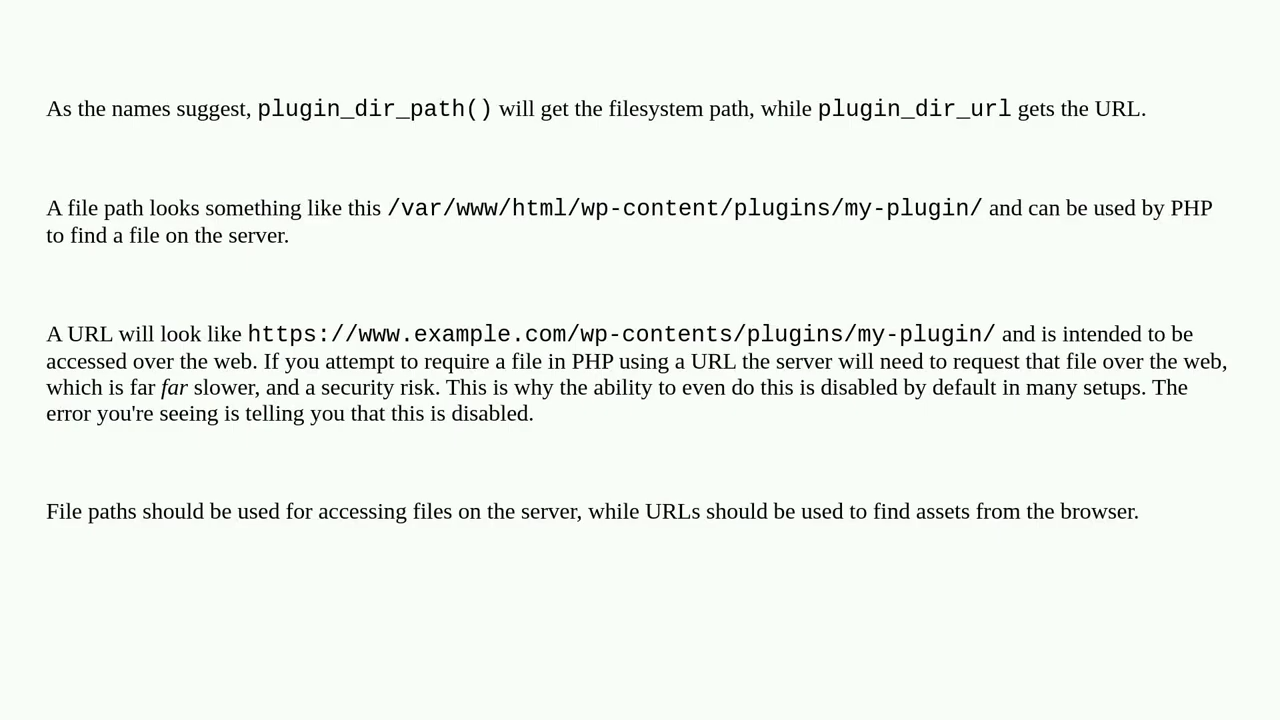 As the names suggest, plugin_dir_path() will get the filesystem path, while plugin_dir_url gets the URL.
A file path looks something like this /var/www/html/wp-content/plugins/my-plugin/ and can be used by PHP
to find a file on the server.
A URL will look like https://www.example.com/wp-contents/plugins/my-plugin/ and is intended to be
accessed over the web. If you attempt to require a file in PHP using a URL the server will need to request that file over the web,
which is far far slower, and a security risk. This is why the ability to even do this is disabled by default in many setups. The
error you're seeing is telling you that this is disabled.
File paths should be used for accessing files on the server, while URLs should be used to find assets from the browser.